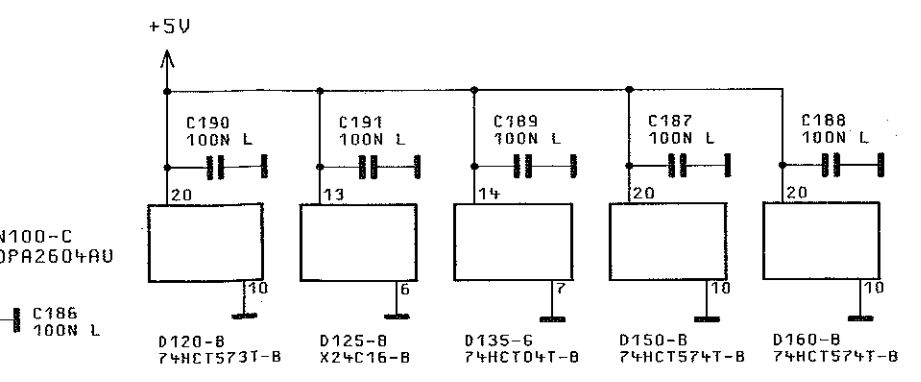 +5V
C190
100N L
C191
100N L
C189
100N L
C187
100N L
C188
100N L
20
13
14
20
20
N100-C
OPA2604AU
10
6
7
10
10
C186
100N L
D120-B
74HCT573T-B
D125-B
X24C16-B
D135-G
74HCT04T-B
D150-B
74HCT574T-B
D160-B
74HCT574T-B